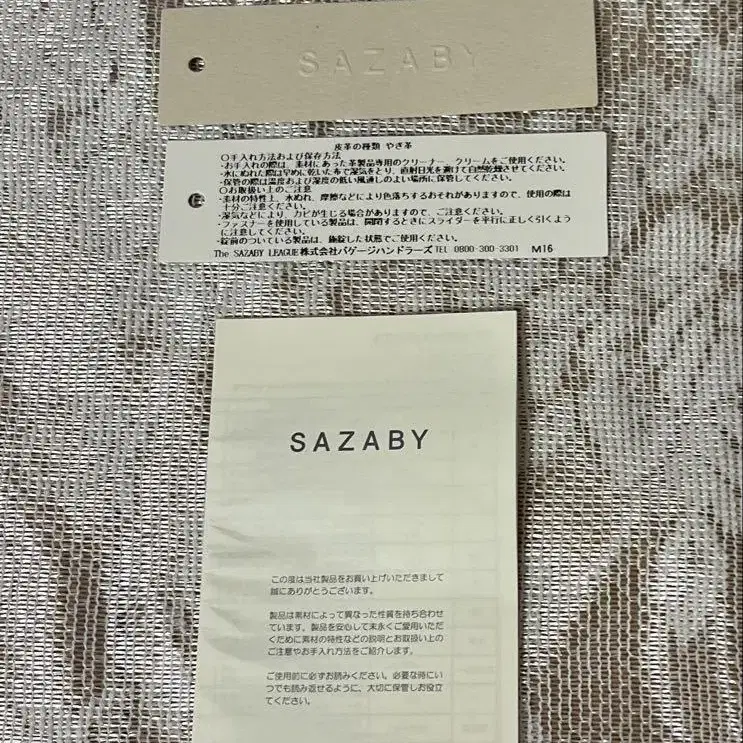 SAZABY
皮革の種類 やぎ革
○手入れ方法および保存方法
・お手入れの際は、素材にあった革製品専用のクリーナー、クリームをご使用ください。
・水にぬれた際は早めに乾いた布で湿気をとり、直射日光を避けて自然乾燥させてください。
・保管の際は温度および湿度の低い風通しのよい場所に保管してください。
○お取扱い上のご注意
・素材の特性上、水ぬれ、摩擦などにより色落ちするおそれがありますので、使用の際は
十分ご注意ください。
・湿気などにより、カビが生じる場合がありますので、ご注意ください。
・ファスナーを使用している製品は、開閉するときにスライダーを平行に正しく引くよう
に注意してください。
・錠前のついている製品は、施錠した状態でご使用ください。
The SAZABY LEAGUE株式会社バゲージハンドラーズ TEL 0800-300-3301 M16
SAZABY
この度は当社製品をお買い上げいただきまして
誠にありがとうございます。
製品は素材によって異なった性質を持ち合わせ
ています。製品を安心して末永くご愛用いただ
くために素材の特性などの説明とお取扱い上の
ご注意やお手入れ方法をご紹介します。
ご使用前に必ずお読みください。必要な時にい
つでも読み返せるように、大切に保管しお役立
てください。